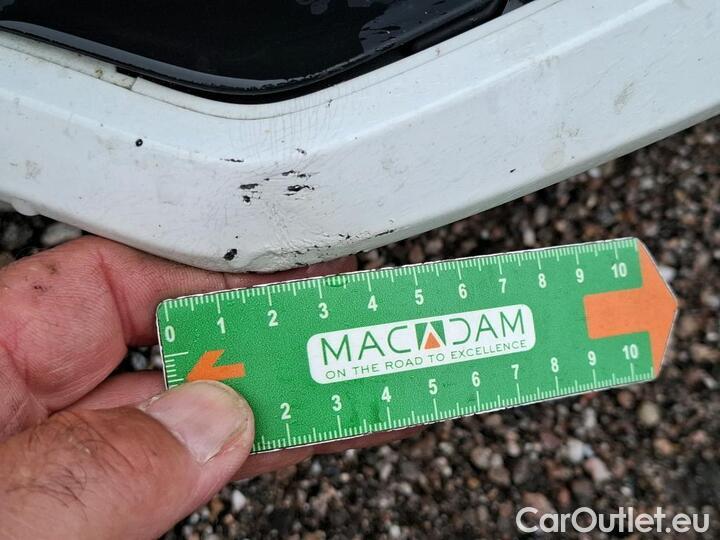 0 1 2 3 4 5 6 7 8 9 10
MACADAM
ON THE ROAD TO EXCELLENCE
2 3 4 5 6 7 8 9 10
CarOutlet.eu